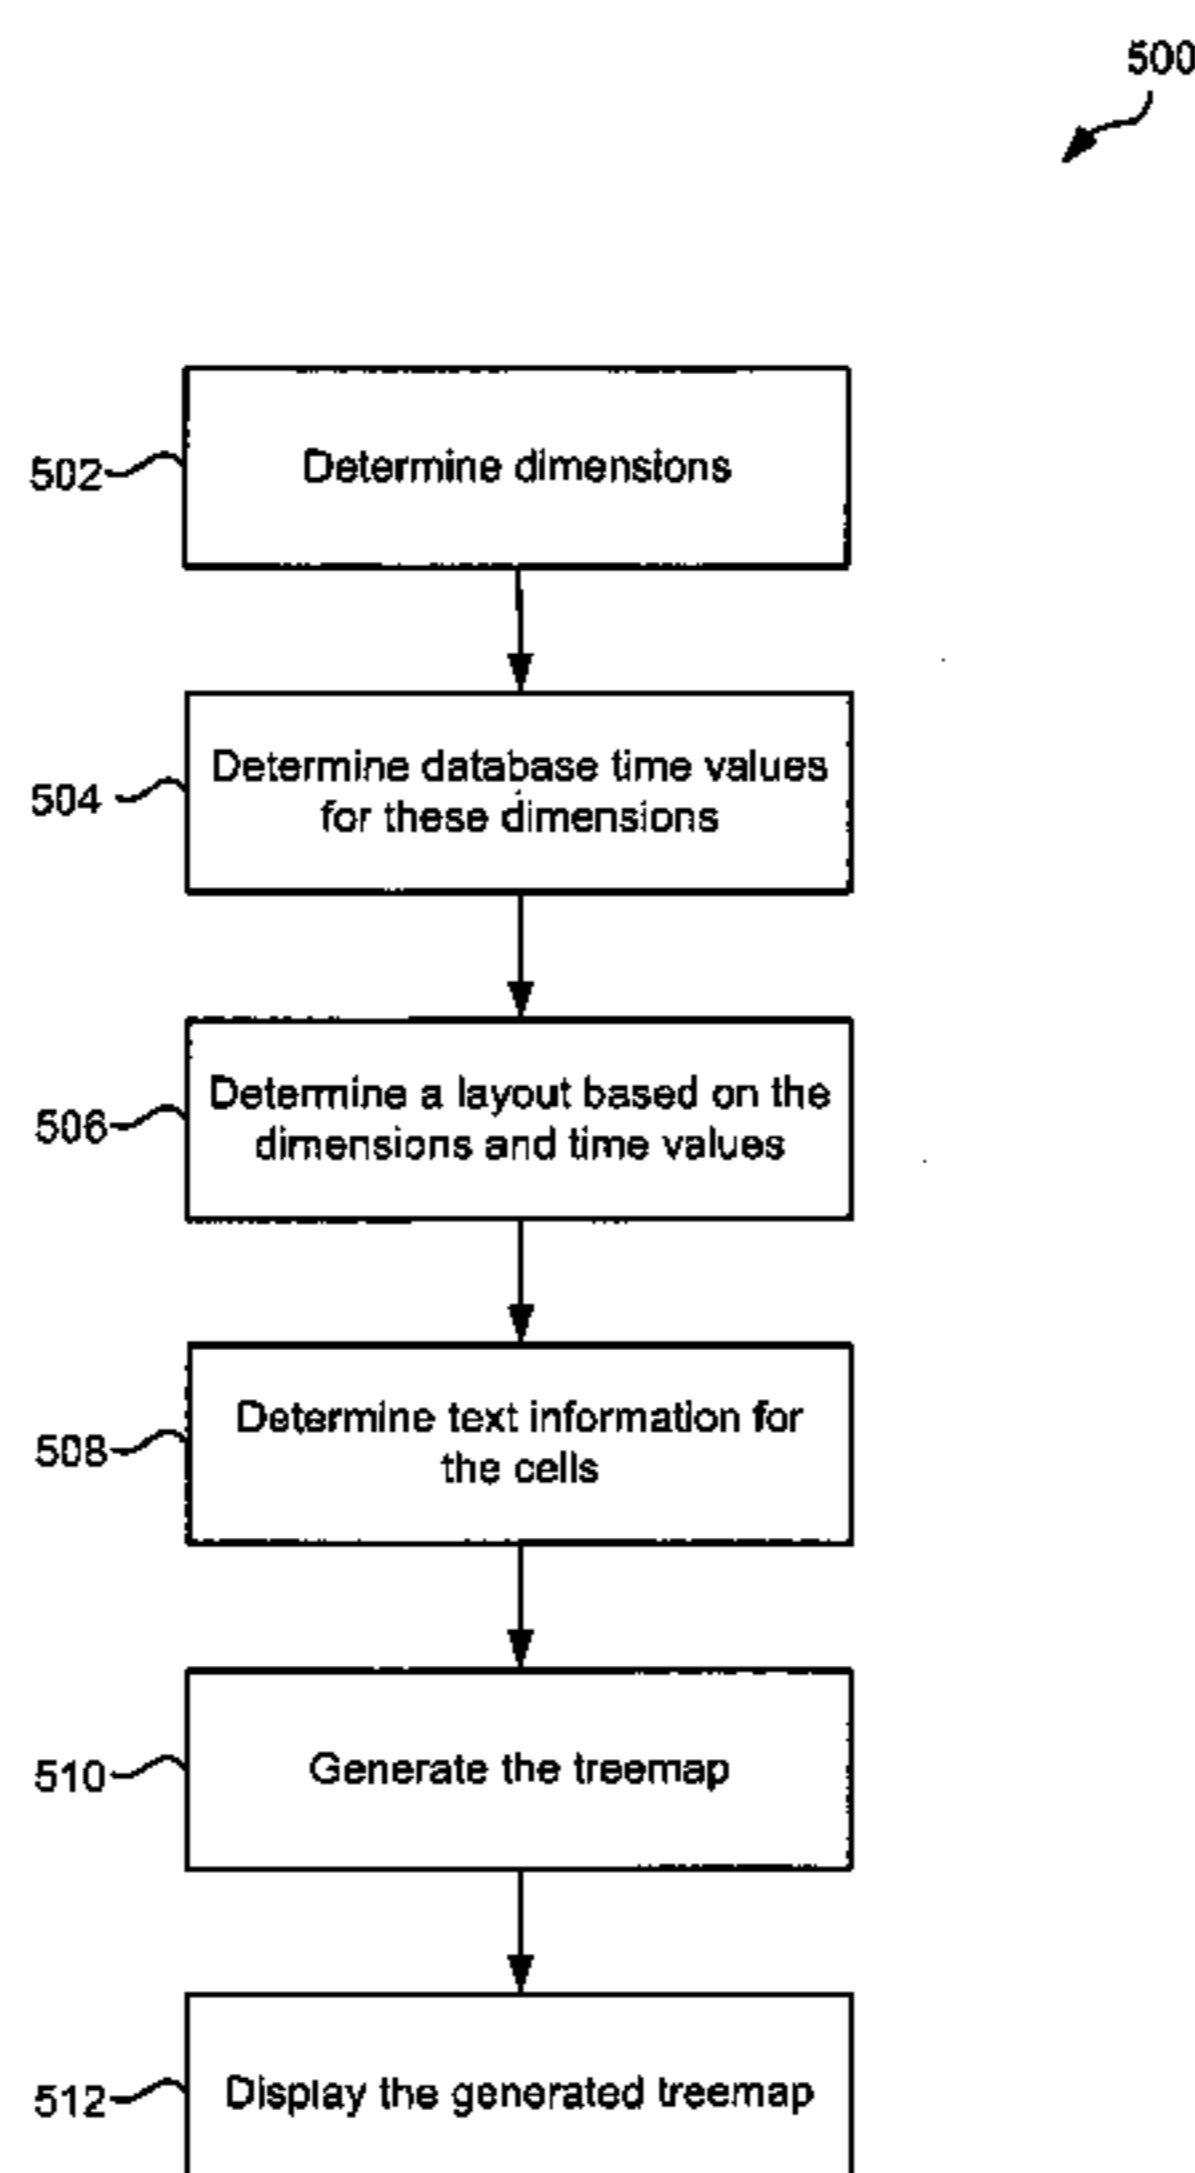 500
502
Determine dimensions
504
Determine database time values
for these dimensions
506
Determine a layout based on the
dimensions and time values
508
Determine text information for
the cells
510
Generate the treemap
512
Display the generated treemap